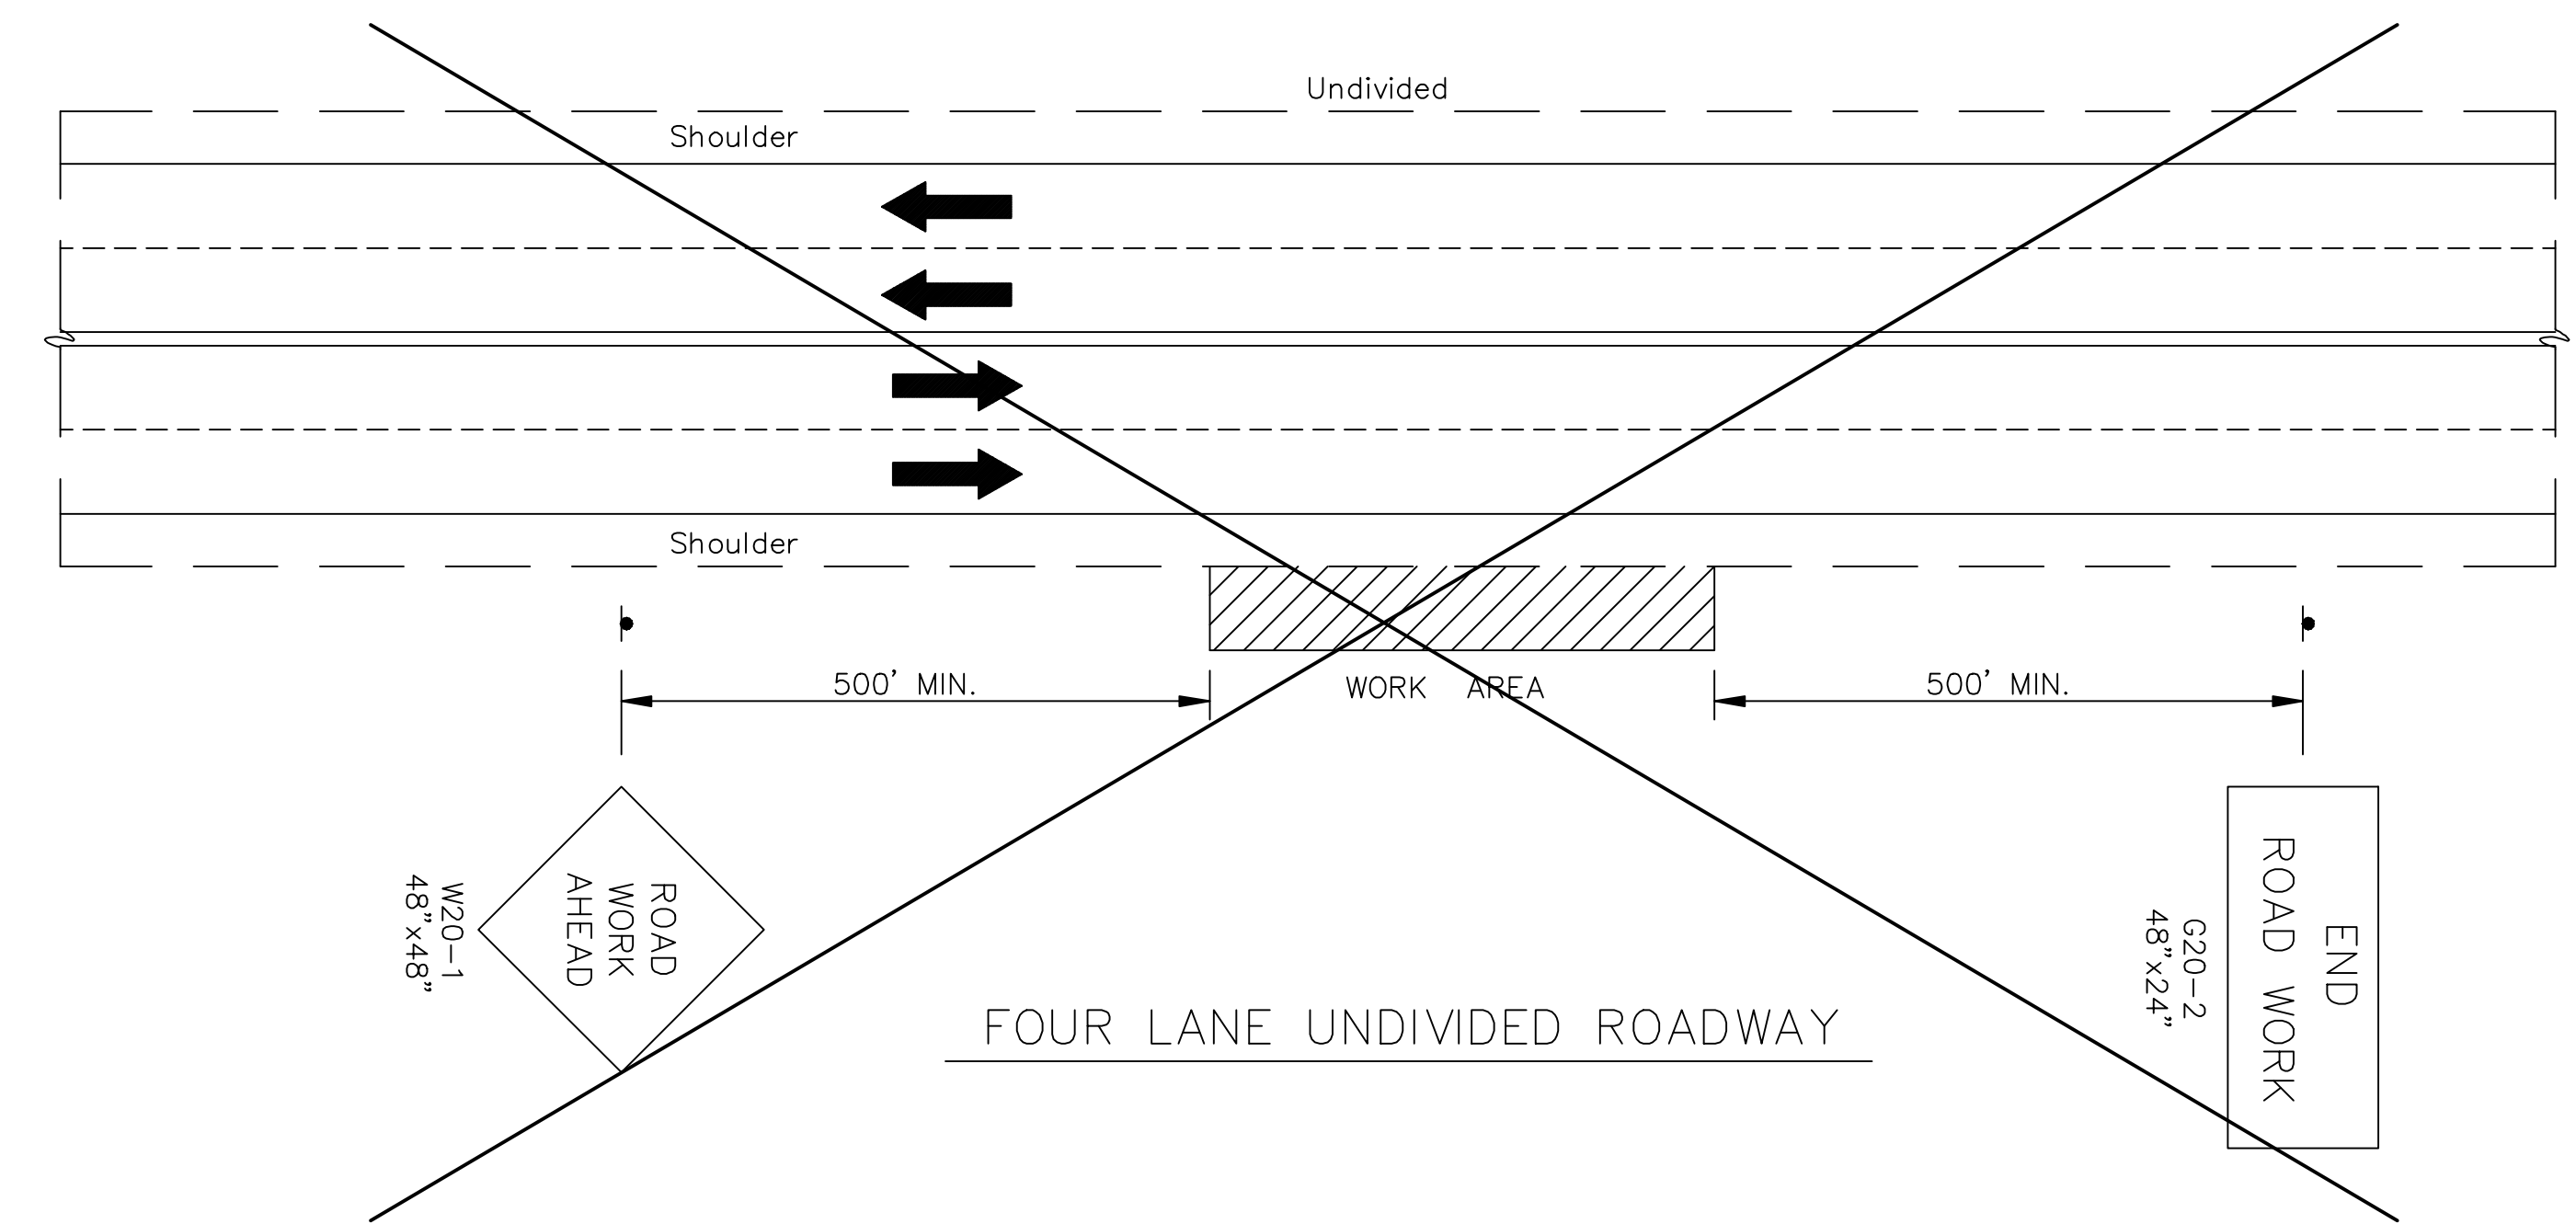 Undivided
Shoulder
Shoulder
500' MIN.
WORK AREA
500' MIN.
ROAD
WORK
AHEAD
W20-1
48"x48"
END
ROAD WORK
G20-2
48"x24"
FOUR LANE UNDIVIDED ROADWAY